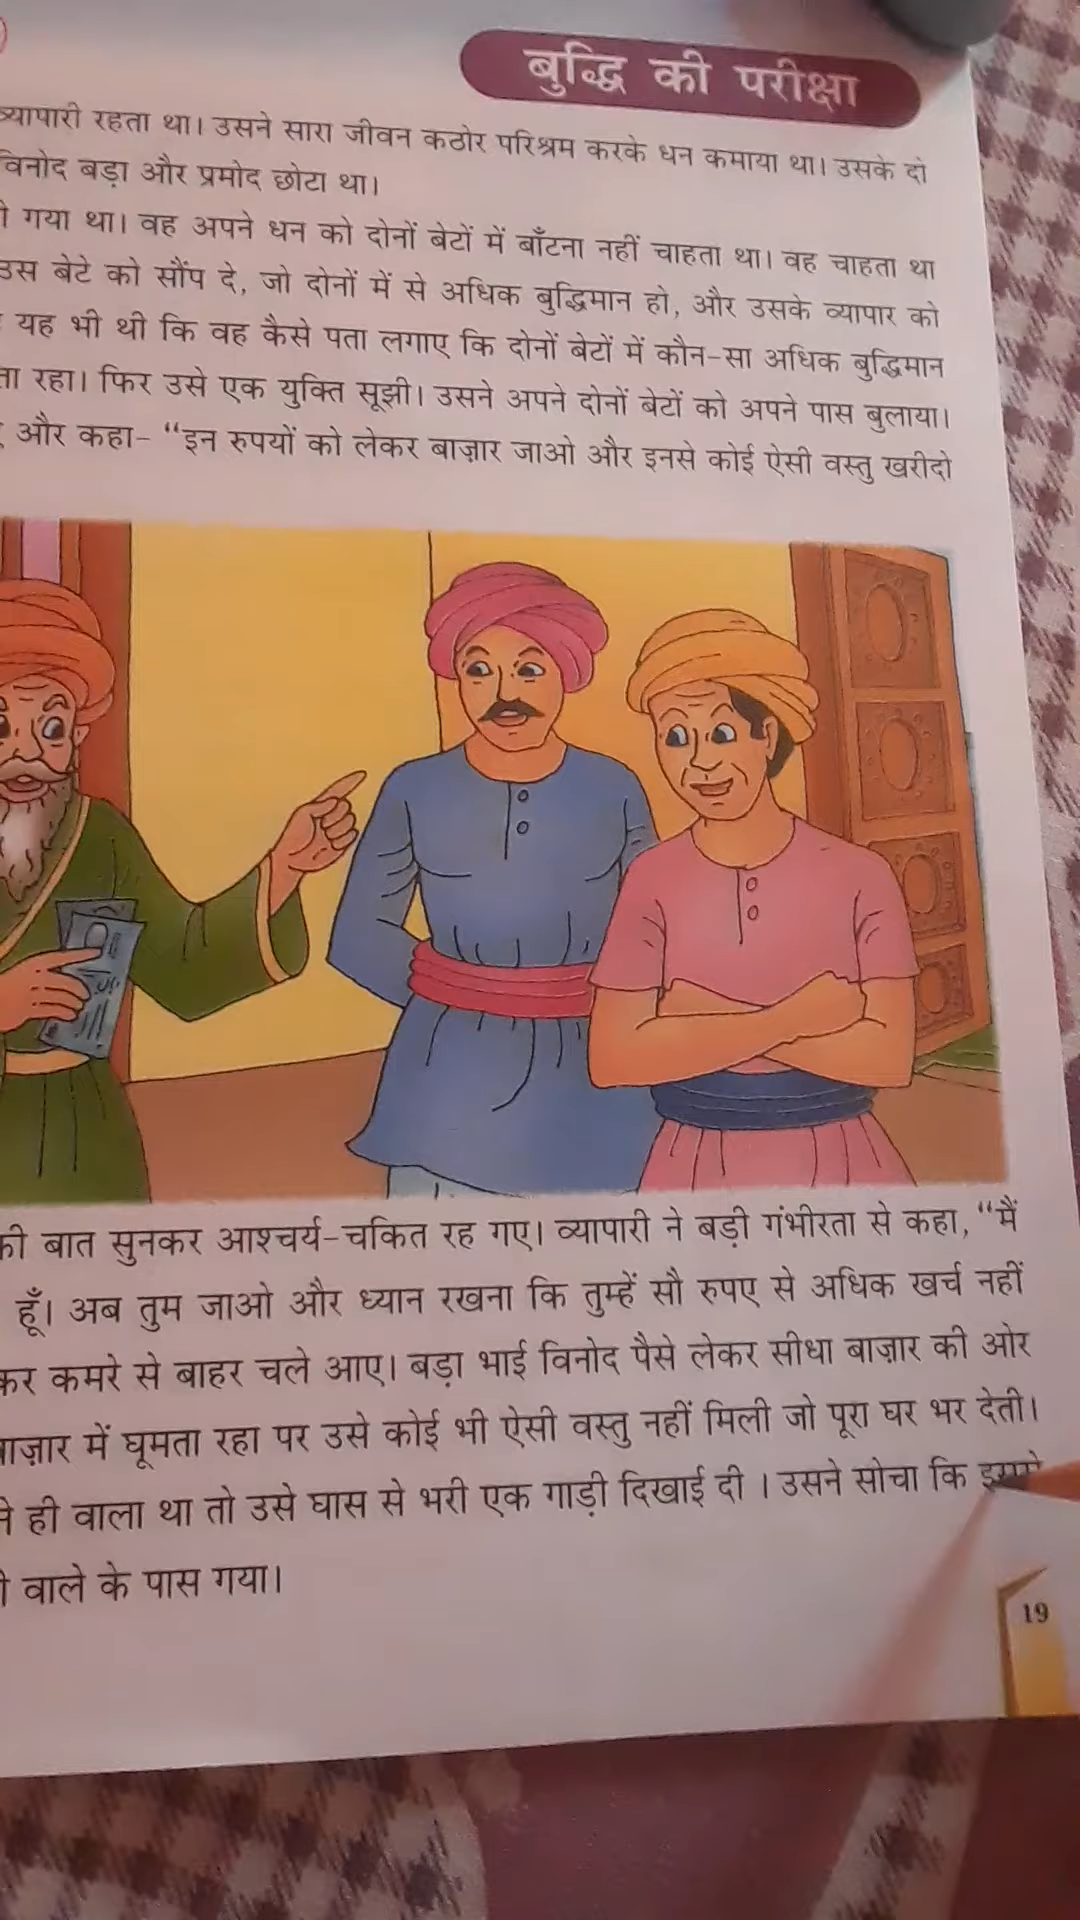 बुद्धि की परीक्षा
व्यापारी रहता था। उसने सारा जीवन कठोर परिश्रम करके धन कमाया था। उसके दो
विनोद बड़ा और प्रमोद छोटा था।
गया था। वह अपने धन को दोनों बेटों में बाँटना नहीं चाहता था। वह चाहता था
उस बेटे को सौंप दे, जो दोनों में से अधिक बुद्धिमान हो, और उसके व्यापार को
यह भी थी कि वह कैसे पता लगाए कि दोनों बेटों में कौन-सा अधिक बुद्धिमान
रहा। फिर उसे एक युक्ति सूझी। उसने अपने दोनों बेटों को अपने पास बुलाया।
और कहा- “इन रुपयों को लेकर बाज़ार जाओ और इनसे कोई ऐसी वस्तु खरीदो
की बात सुनकर आश्चर्य-चकित रह गए। व्यापारी ने बड़ी गंभीरता से कहा, “मैं
हूँ। अब तुम जाओ और ध्यान रखना कि तुम्हें सौ रुपए से अधिक खर्च नहीं
कर कमरे से बाहर चले आए। बड़ा भाई विनोद पैसे लेकर सीधा बाज़ार की ओर
बाज़ार में घूमता रहा पर उसे कोई भी ऐसी वस्तु नहीं मिली जो पूरा घर भर देती।
ही वाला था तो उसे घास से भरी एक गाड़ी दिखाई दी । उसने सोचा कि
वाले के पास गया।
19